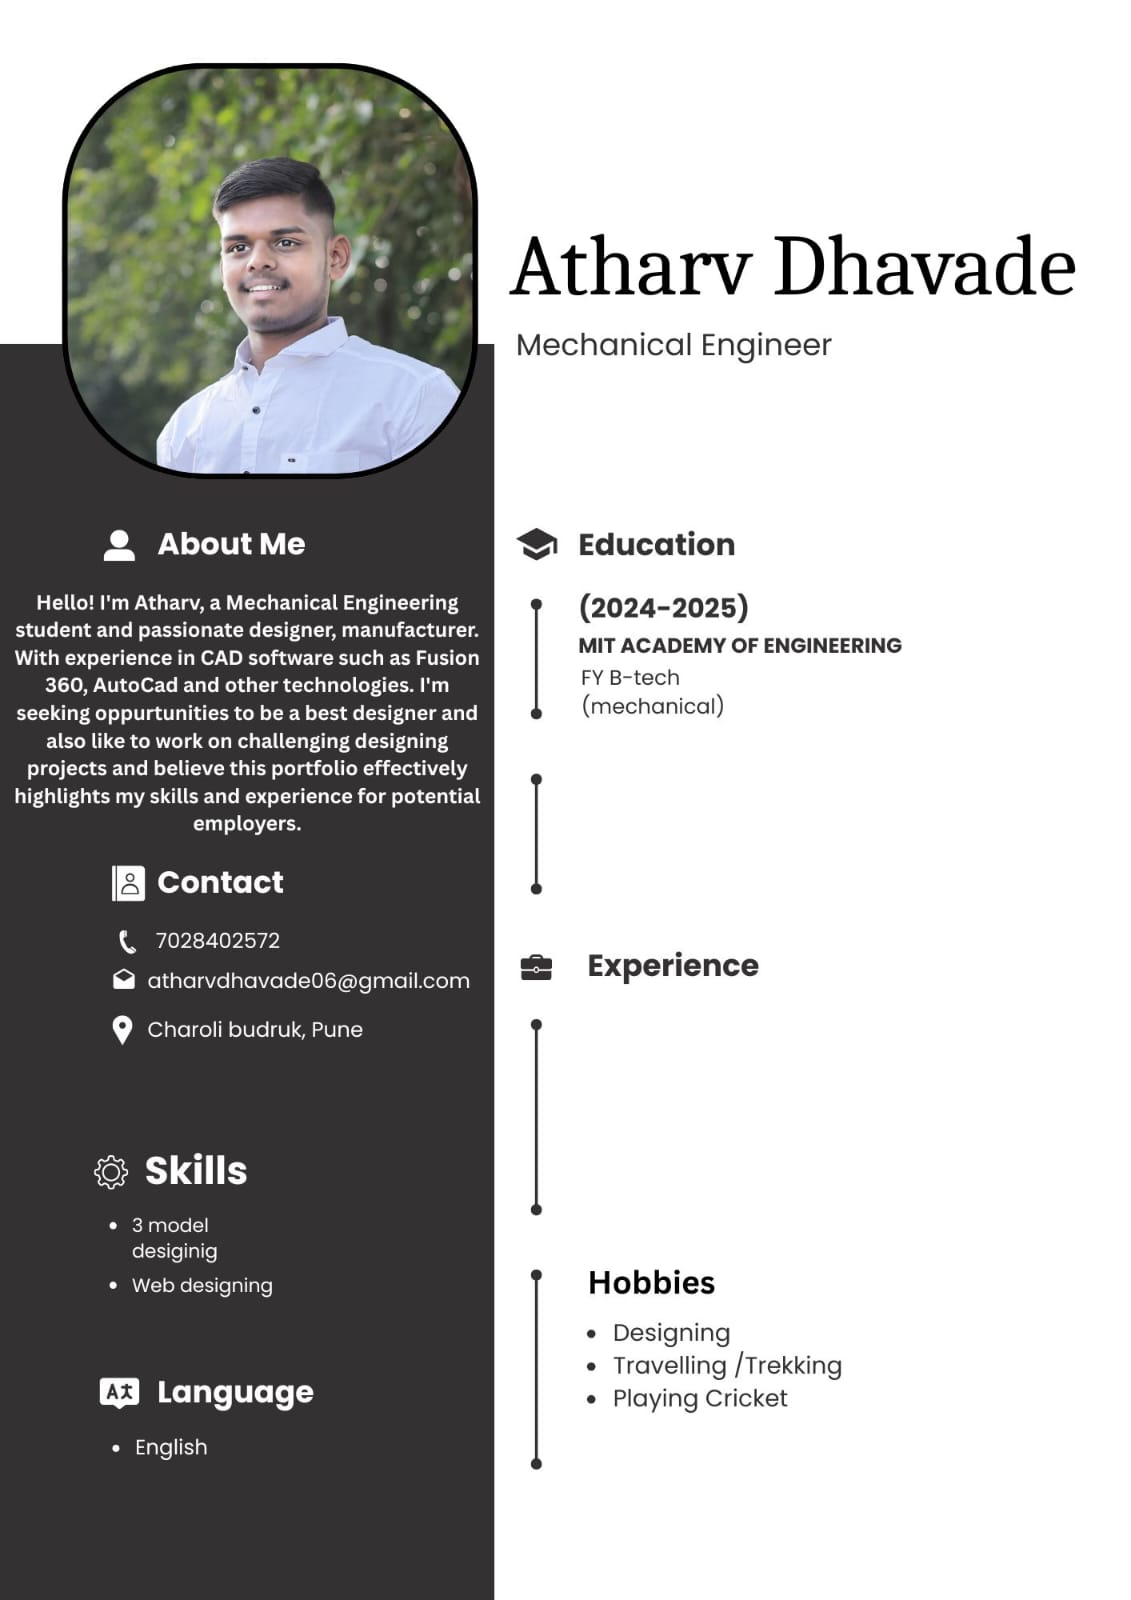 Atharv Dhavade
Mechanical Engineer
About Me
Hello! I'm Atharv, a Mechanical Engineering
student and passionate designer, manufacturer.
With experience in CAD software such as Fusion
360, AutoCad and other technologies. I'm
seeking oppurtunities to be a best designer and
also like to work on challenging designing
projects and believe this portfolio effectively
highlights my skills and experience for potential
employers.
Contact
7028402572
atharvdhavade06@gmail.com
Charoli budruk, Pune
Skills
• 3 model
desiginig
• Web designing
Language
• English
Education
(2024-2025)
MIT ACADEMY OF ENGINEERING
FY B-tech
(mechanical)
Experience
Hobbies
• Designing
• Travelling /Trekking
• Playing Cricket